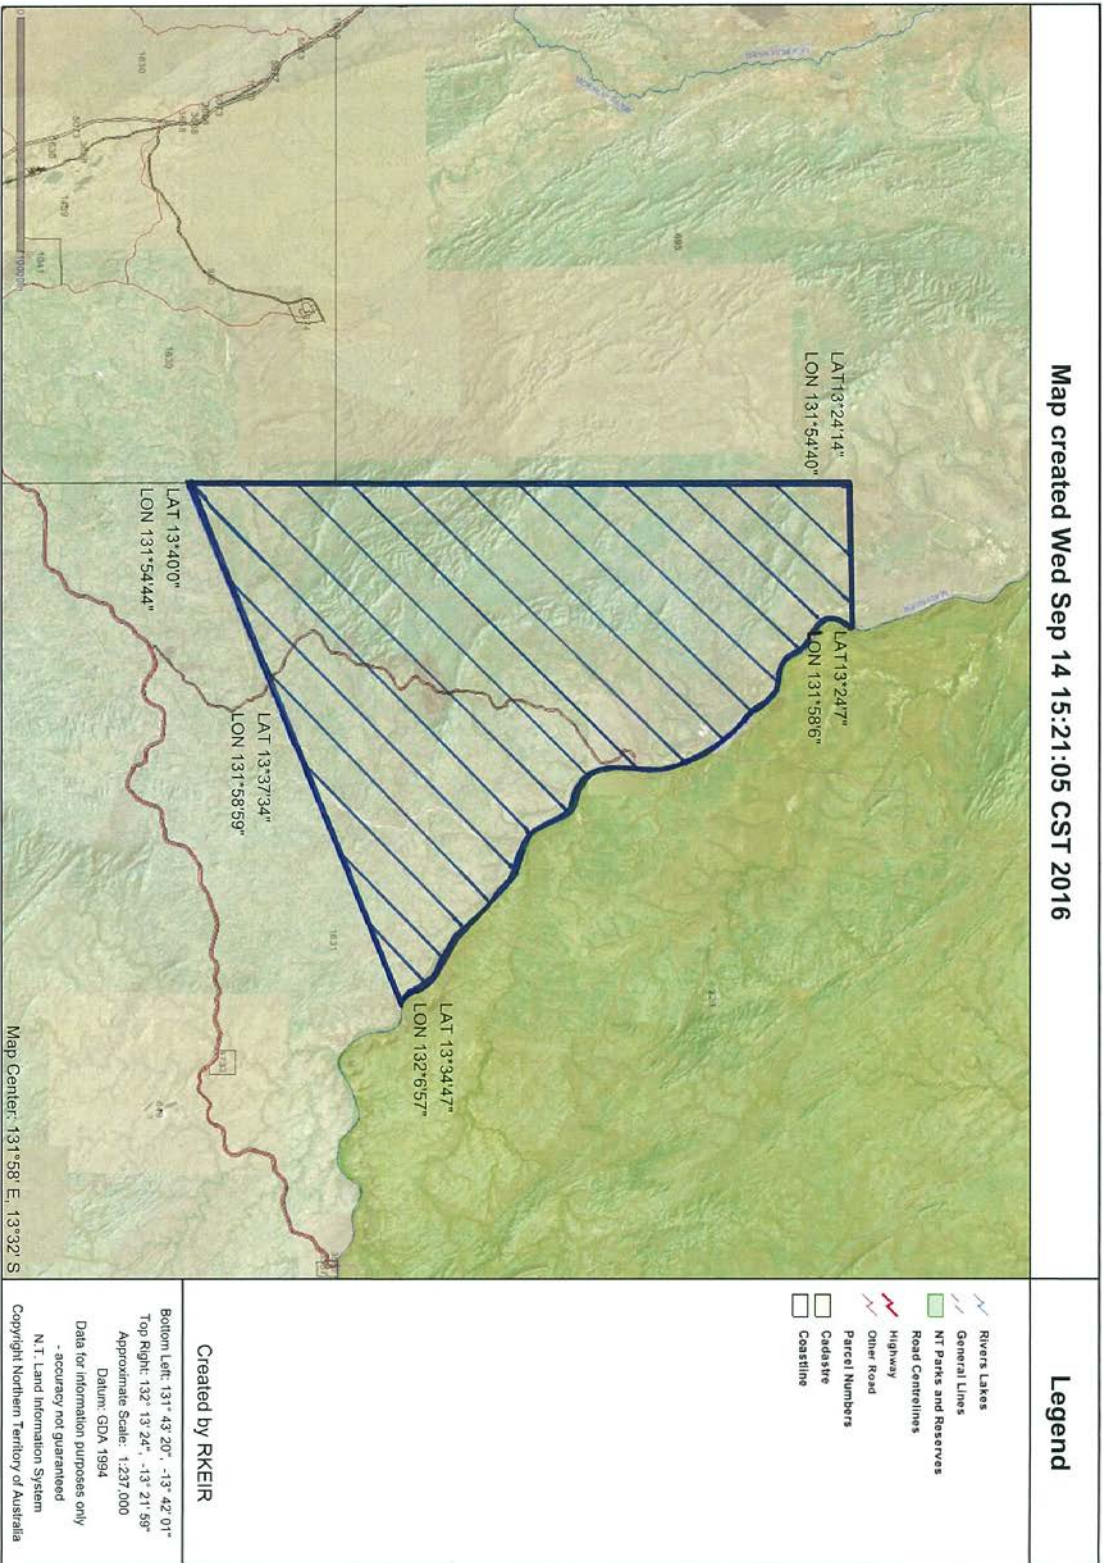 Map created Wed Sep 14 15:21:05 CST 2016
Legend
Rivers Lakes
General Lines
NT Parks and Reserves
Road Centrelines
Highway
Other Road
Parcel Numbers
Cadastre
Coastline
LAT13°24'14"
LON 131°54'40"
LAT13°24'7"
LON 131°58'6"
LAT 13°34'47"
LON 132°6'57"
LAT 13°37'34"
LON 131°58'59"
LAT 13°40'0"
LON 131°54'44"
695
1630
1630
1631
1041
Map Center: 131°58' E, 13°32' S
Created by RKEIR
Bottom Left: 131° 43' 20", -13° 42' 01"
Top Right: 132° 13' 24", -13° 21' 59"
Approximate Scale: 1:237,000
Datum: GDA 1994
Data for information purposes only
- accuracy not guaranteed
N.T. Land Information System
Copyright Northern Territory of Australia